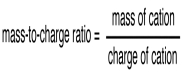 mass-to-charge ratio = mass of cation
charge of cation